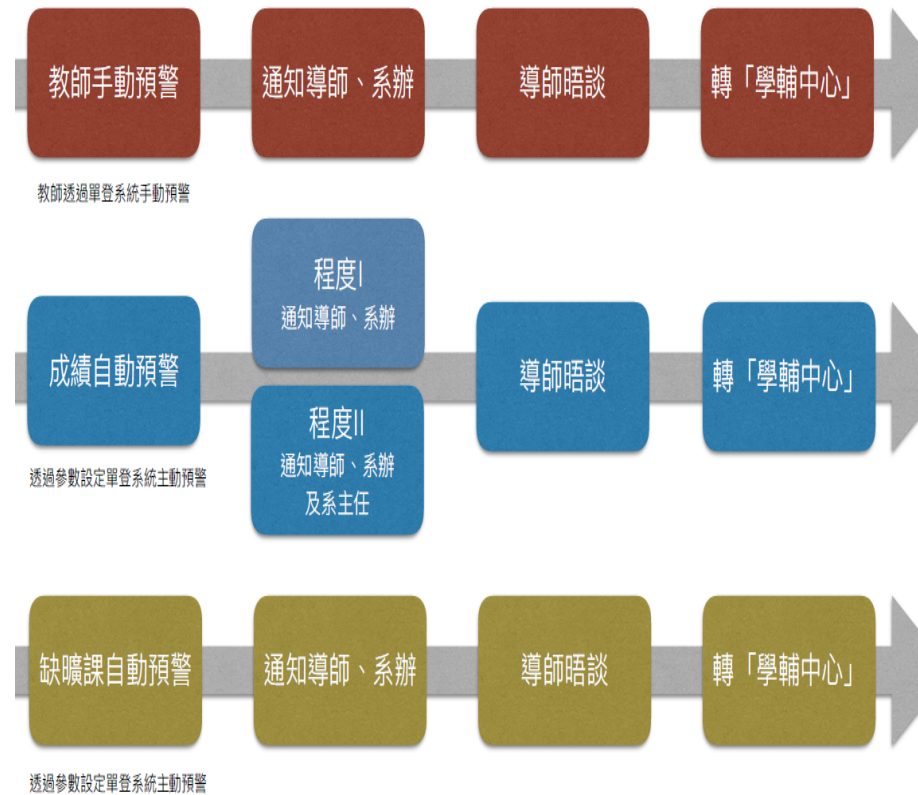 教師手動預警
通知導師、系辦
導師晤談
轉「學輔中心」
教師透過單登系統手動預警
成績自動預警
程度I
通知導師、系辦
程度II
通知導師、系辦
及系主任
導師晤談
轉「學輔中心」
透過參數設定單登系統主動預警
缺曠課自動預警
通知導師、系辦
導師晤談
轉「學輔中心」
透過參數設定單登系統主動預警